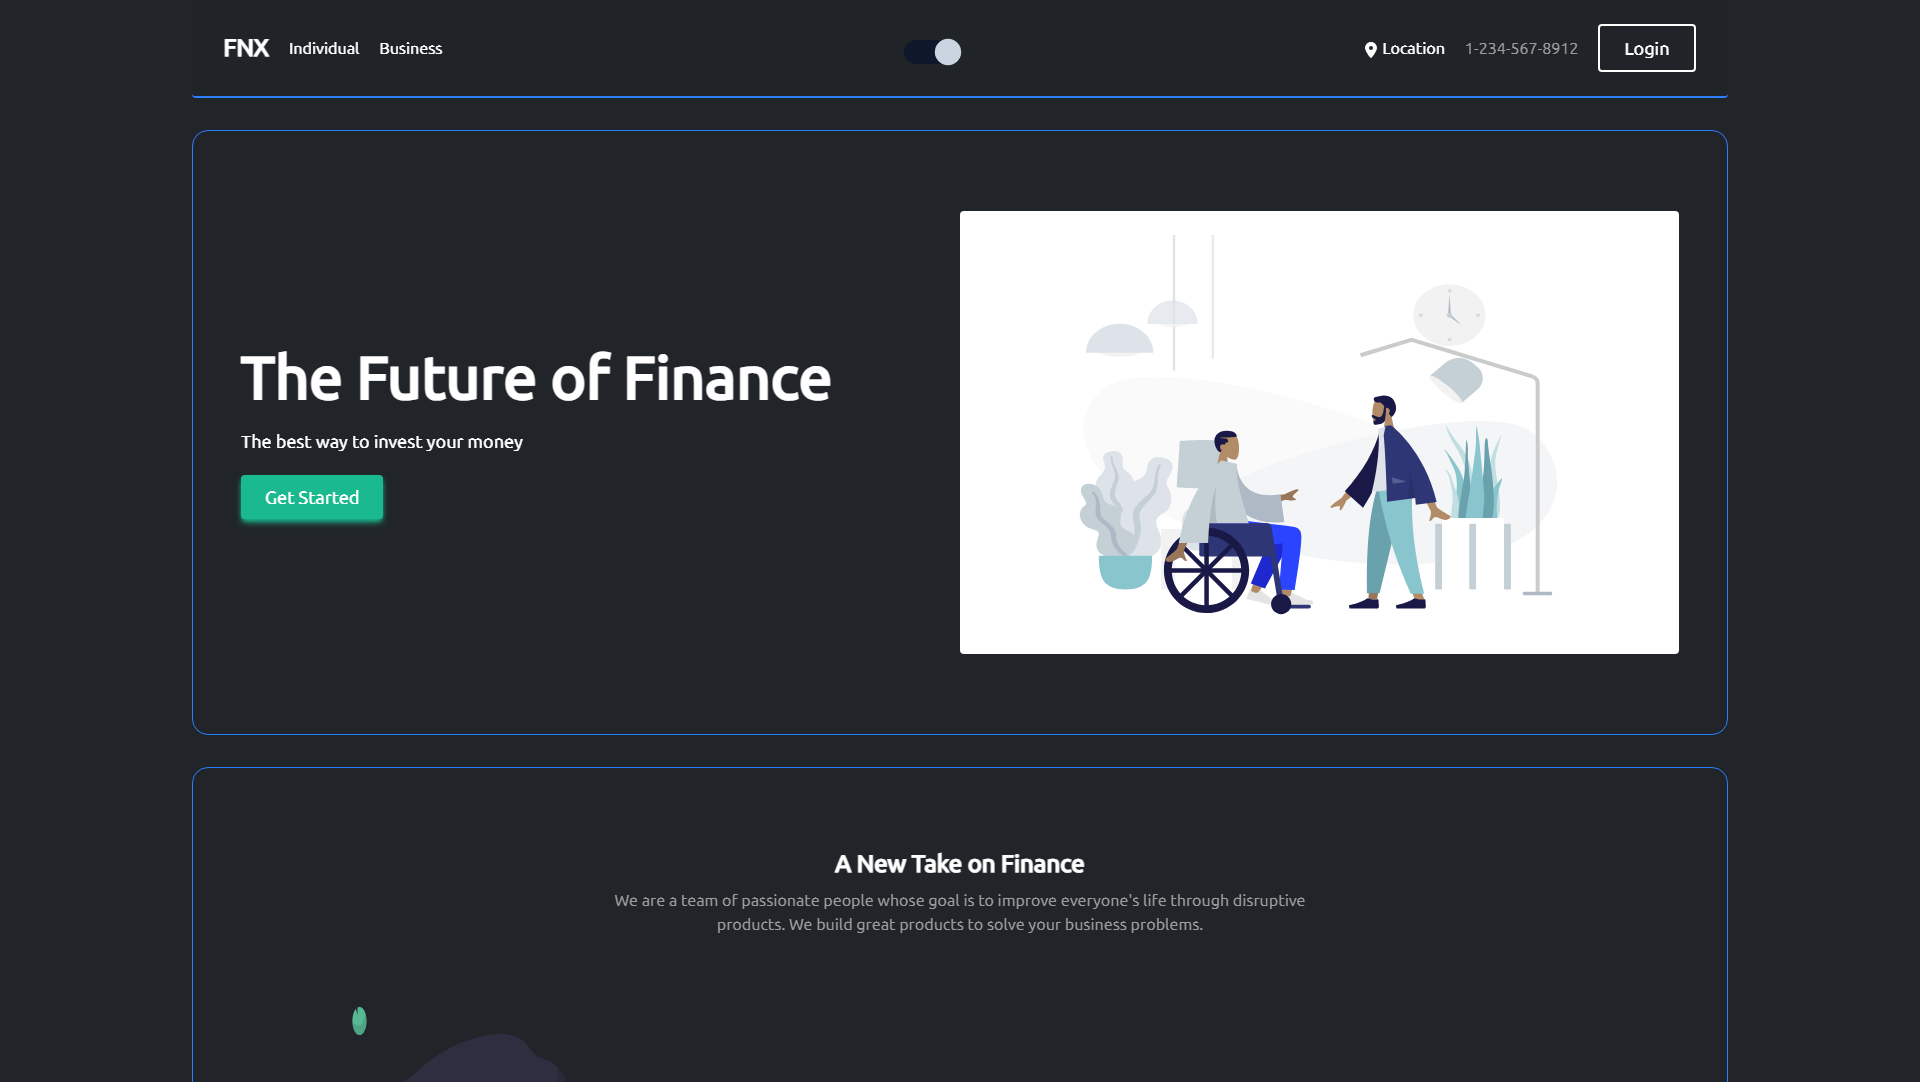 FNX Individual Business Location 1-234-567-8912 Login
The Future of Finance
The best way to invest your money
Get Started
A New Take on Finance
We are a team of passionate people whose goal is to improve everyone's life through disruptive
products. We build great products to solve your business problems.